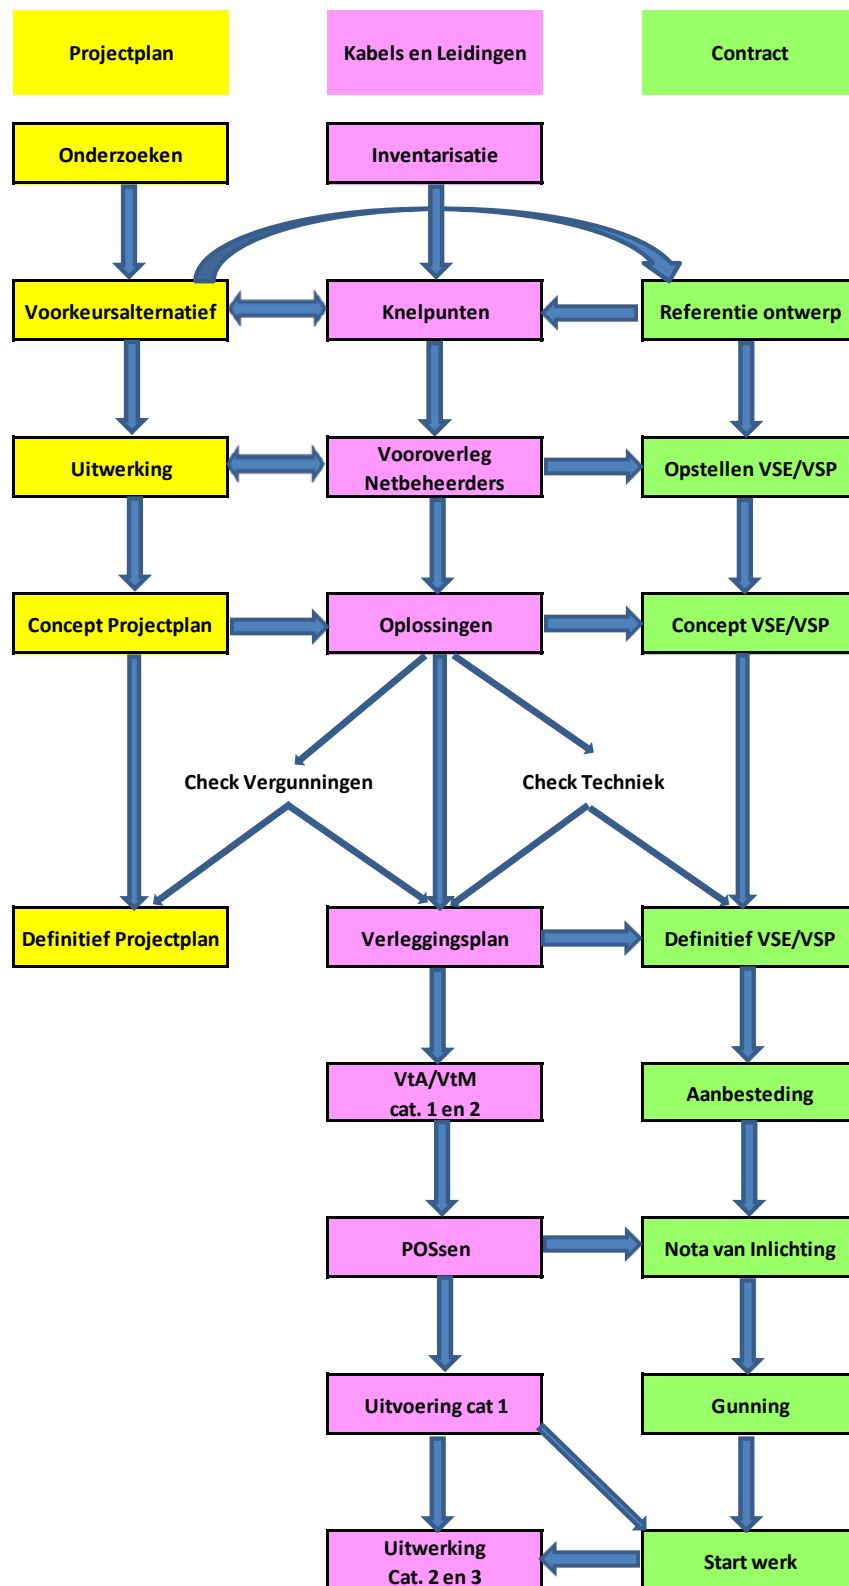 Projectplan
Kabels en Leidingen
Contract
Onderzoeken
Inventarisatie
Voorkeursalternatief
Knelpunten
Referentie ontwerp
Uitwerking
Vooroverleg
Netbeheerders
Opstellen VSE/VSP
Concept Projectplan
Oplossingen
Concept VSE/VSP
Check Vergunningen
Check Techniek
Definitief Projectplan
Verleggingsplan
Definitief VSE/VSP
VtA/VtM
cat. 1 en 2
Aanbesteding
POSsen
Nota van Inlichting
Uitvoering cat 1
Gunning
Uitwerking
Cat. 2 en 3
Start werk